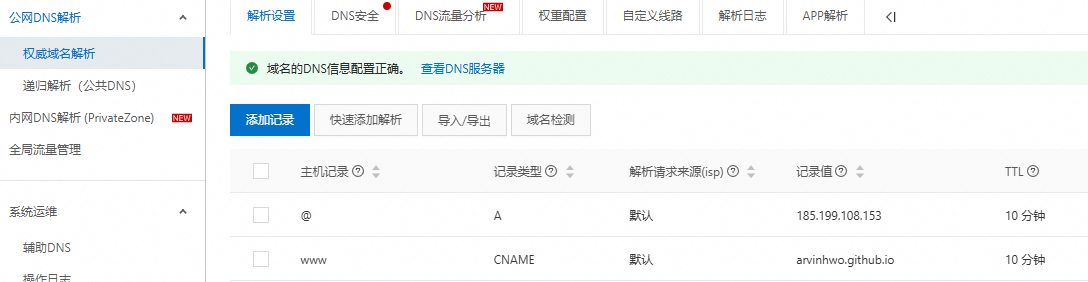 公网DNS解析
权威域名解析
递归解析（公共DNS）
内网DNS解析 (PrivateZone) NEW
全局流量管理
系统运维
辅助DNS
操作日志
解析设置 DNS安全 DNS流量分析 NEW 权重配置 自定义线路 解析日志 APP解析
域名的DNS信息配置正确。 查看DNS服务器
添加记录 快速添加解析 导入/导出 域名检测
主机记录 记录类型 解析请求来源(isp) 记录值 TTL
@ A 默认 185.199.108.153 10 分钟
www CNAME 默认 arvinhwo.github.io 10 分钟